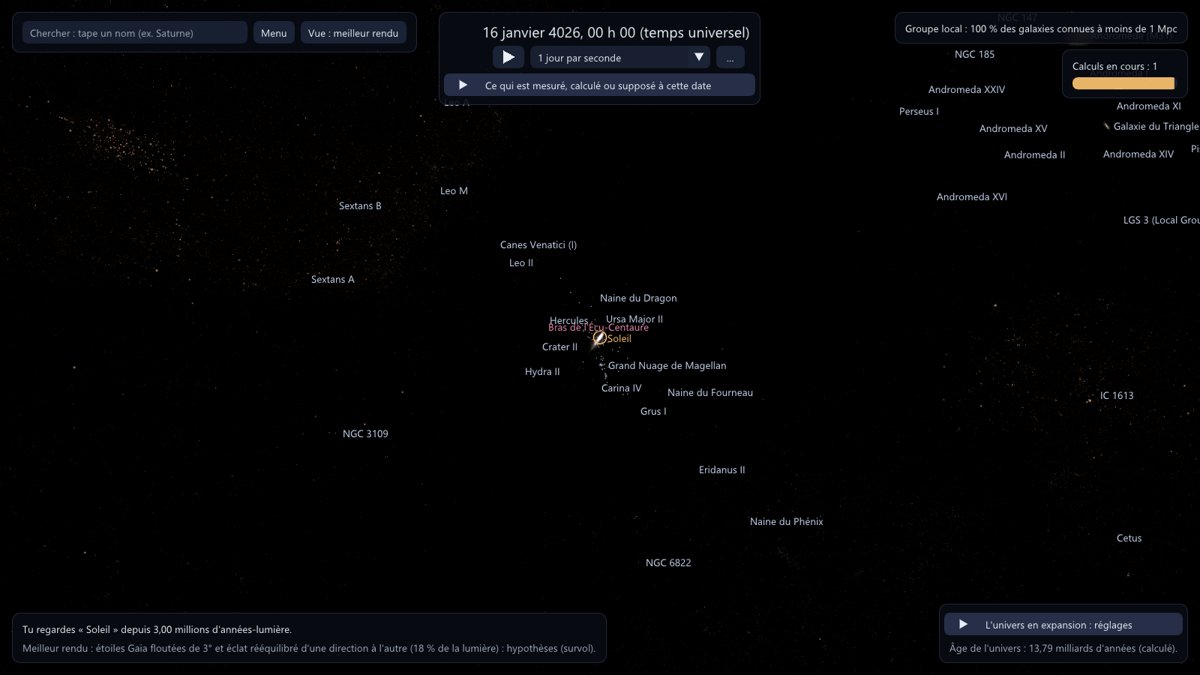 Chercher : tape un nom (ex. Saturne)
Menu
Vue : meilleur rendu
16 janvier 4026, 00 h 00 (temps universel)
1 jour par seconde
...
Ce qui est mesuré, calculé ou supposé à cette date
Groupe local : 100 % des galaxies connues à moins de 1 Mpc
NGC 147
NGC 185
Calculs en cours : 1
Andromeda XXIV
Perseus I
Andromeda XI
Andromeda XV
Galaxie du Triangle
Andromeda II
Andromeda XIV
Leo A
Leo M
Sextans B
Andromeda XVI
LGS 3 (Local Grou
Canes Venatici (I)
Leo II
Sextans A
Naine du Dragon
Hercules
Ursa Major II
Bras de l'Écu-Centaure
Soleil
Crater II
Grand Nuage de Magellan
Hydra II
Carina IV
Naine du Fourneau
IC 1613
Grus I
NGC 3109
Eridanus II
Naine du Phénix
Cetus
NGC 6822
Tu regardes « Soleil » depuis 3,00 millions d'années-lumière.
Meilleur rendu : étoiles Gaia floutées de 3° et éclat rééquilibré d'une direction à l'autre (18 % de la lumière) : hypothèses (survol).
L'univers en expansion : réglages
Âge de l'univers : 13,79 milliards d'années (calculé).